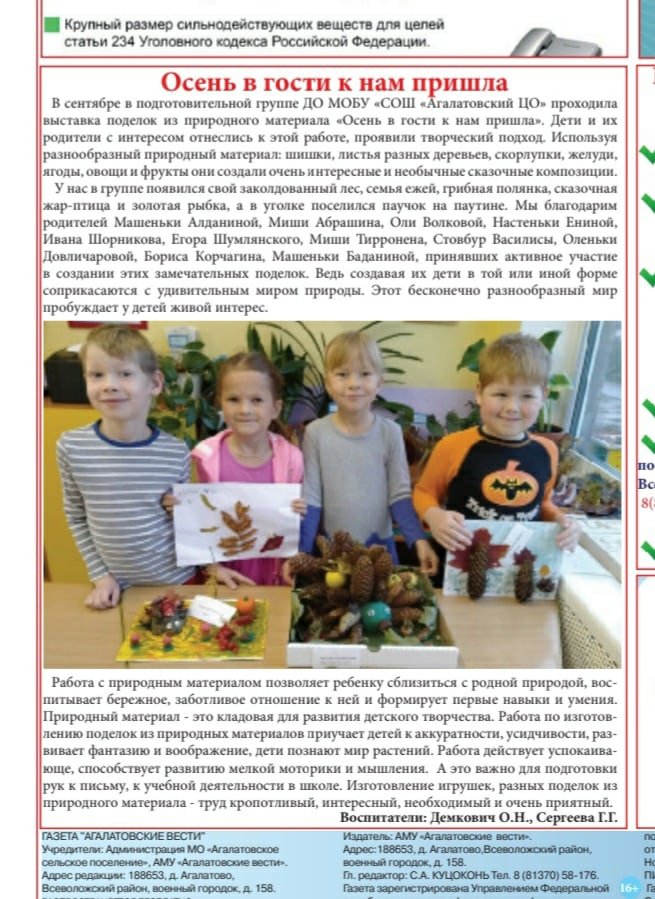 Крупный размер сильнодействующих веществ для целей
статьи 234 Уголовного кодекса Российской Федерации.
Осень в гости к нам пришла
В сентябре в подготовительной группе ДО МОБУ «СОШ «Агалатовский ЦО» проходила
выставка поделок из природного материала «Осень в гости к нам пришла». Дети и их
родители с интересом отнеслись к этой работе, проявили творческий подход. Используя
разнообразный природный материал: шишки, листья разных деревьев, скорлупки, желуди,
ягоды, овощи и фрукты они создали очень интересные и необычные сказочные композиции.
У нас в группе появился свой заколдованный лес, семья ежей, грибная полянка, сказочная
жар-птица и золотая рыбка, а в уголке поселился паучок на паутине. Мы благодарим
родителей Машеньки Алданиной, Миши Абрашина, Оли Волковой, Настеньки Ениной,
Ивана Шорникова, Егора Шумлянского, Миши Тирронена, Стовбур Василисы, Оленьки
Довличаровой, Бориса Корчагина, Машеньки Баданиной, принявших активное участие
в создании этих замечательных поделок. Ведь создавая их дети в той или иной форме
соприкасаются с удивительным миром природы. Этот бесконечно разнообразный мир
пробуждает у детей живой интерес.
Работа с природным материалом позволяет ребенку сблизиться с родной природой, вос-
питывает бережное, заботливое отношение к ней и формирует первые навыки и умения.
Природный материал - это кладовая для развития детского творчества. Работа по изготов-
лению поделок из природных материалов приучает детей к аккуратности, усидчивости, раз-
вивает фантазию и воображение, дети познают мир растений. Работа действует успокаива-
юще, способствует развитию мелкой моторики и мышления. А это важно для подготовки
рук к письму, к учебной деятельности в школе. Изготовление игрушек, разных поделок из
природного материала - труд кропотливый, интересный, необходимый и очень приятный.
Воспитатели: Демкович О.Н., Сергеева Г.Г.
ГАЗЕТА "АГАЛАТОВСКИЕ ВЕСТИ"
Учредители: Администрация МО «Агалатовское
сельское поселение», АМУ «Агалатовские вести».
Адрес редакции: 188653, д. Агалатово,
Всеволожский район, военный городок, д. 158.
Издатель: АМУ «Агалатовские вести».
Адрес: 188653, д. Агалатово,Всеволожский район,
военный городок, д. 158.
Гл. редактор: С.А. КУЦОКОНЬ Тел. 8 (81370) 58-176.
Газета зарегистрирована Управлением Федеральной
16+
по
Все
8(